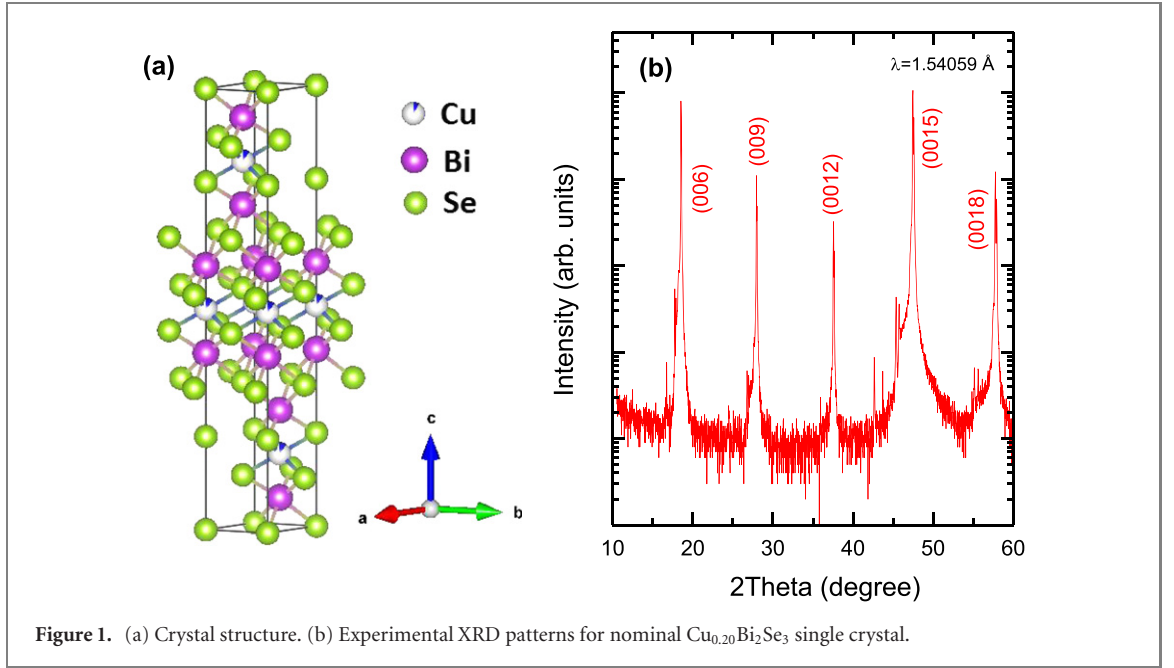 (a)
Cu
Bi
Se
c
a
b
(b)
λ=1.54059 Å
(006)
(009)
(0012)
(0015)
(0018)
Intensity (arb. units)
10 20 30 40 50 60
2Theta (degree)
Figure 1. (a) Crystal structure. (b) Experimental XRD patterns for nominal Cu₀.₂₀Bi₂Se₃ single crystal.